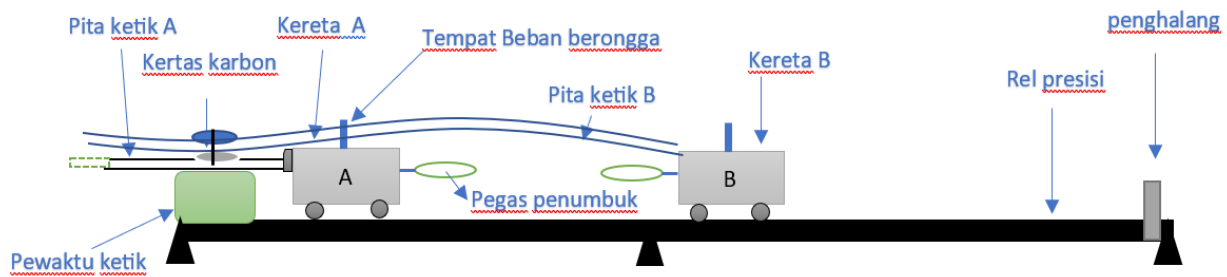 Pita ketik A
Kereta A
Tempat Beban berongga
penghalang
Kertas karbon
Kereta B
Pita ketik B
Rel presisi
A
B
Pegas penumbuk
Pewaktu ketik